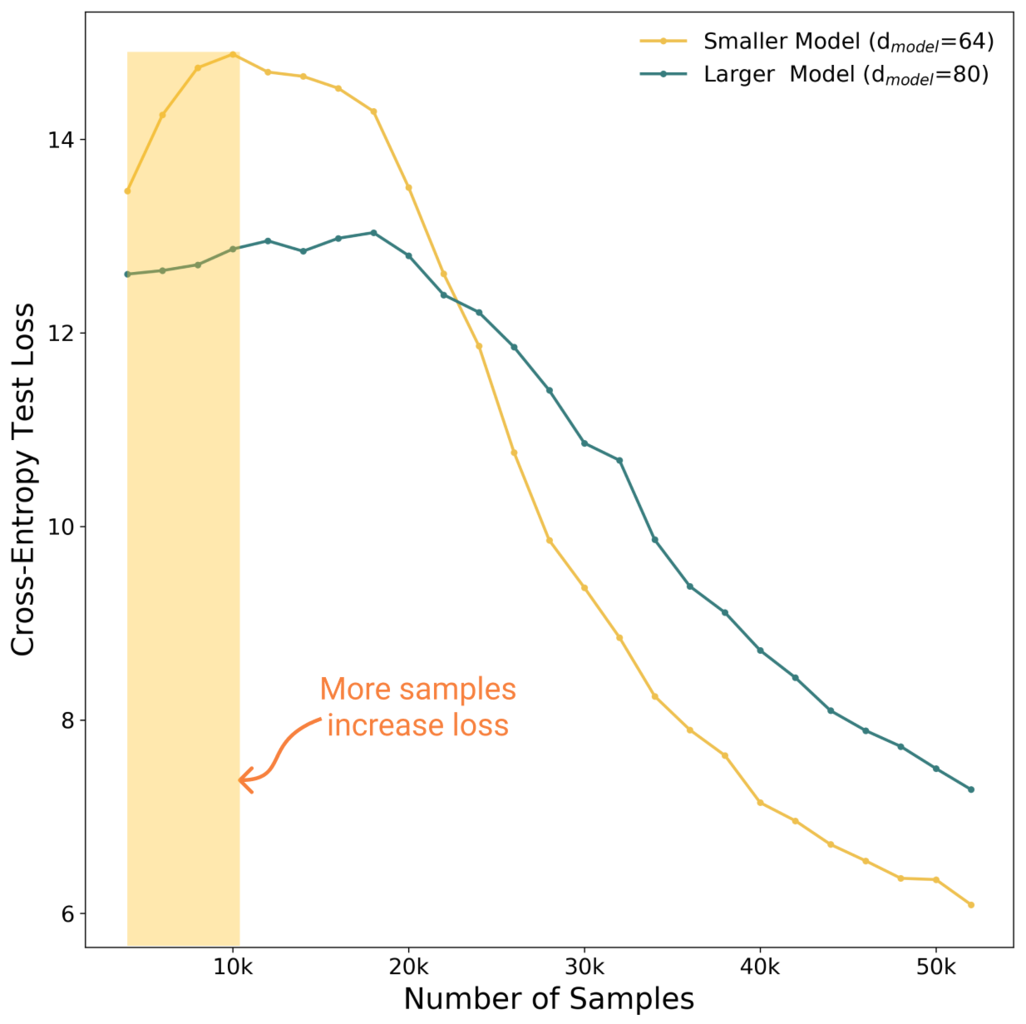 Smaller Model (dmodel=64)
Larger  Model (dmodel=80)
14
12
10
8
6
Cross-Entropy Test Loss
More samples
increase loss
10k
20k
30k
40k
50k
Number of Samples